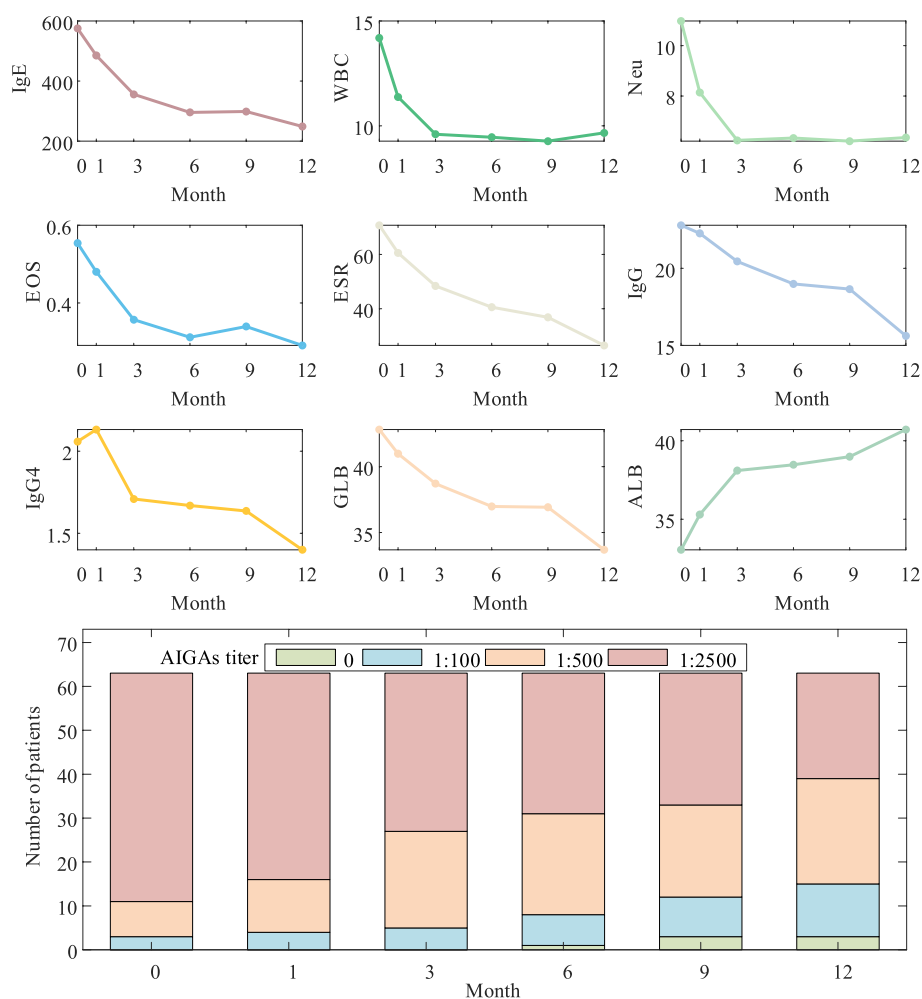 600
400
200
IgE
0 1 3 6 9 12
Month
15
10
WBC
0 1 3 6 9 12
Month
10
8
Neu
0 1 3 6 9 12
Month
0.6
0.4
EOS
0 1 3 6 9 12
Month
60
40
ESR
0 1 3 6 9 12
Month
20
15
IgG
0 1 3 6 9 12
Month
2
1.5
IgG4
0 1 3 6 9 12
Month
40
35
GLB
0 1 3 6 9 12
Month
40
35
ALB
0 1 3 6 9 12
Month
AIGAs titer 0 1:100 1:500 1:2500
70
60
50
40
30
20
10
0
Number of patients
0 1 3 6 9 12
Month